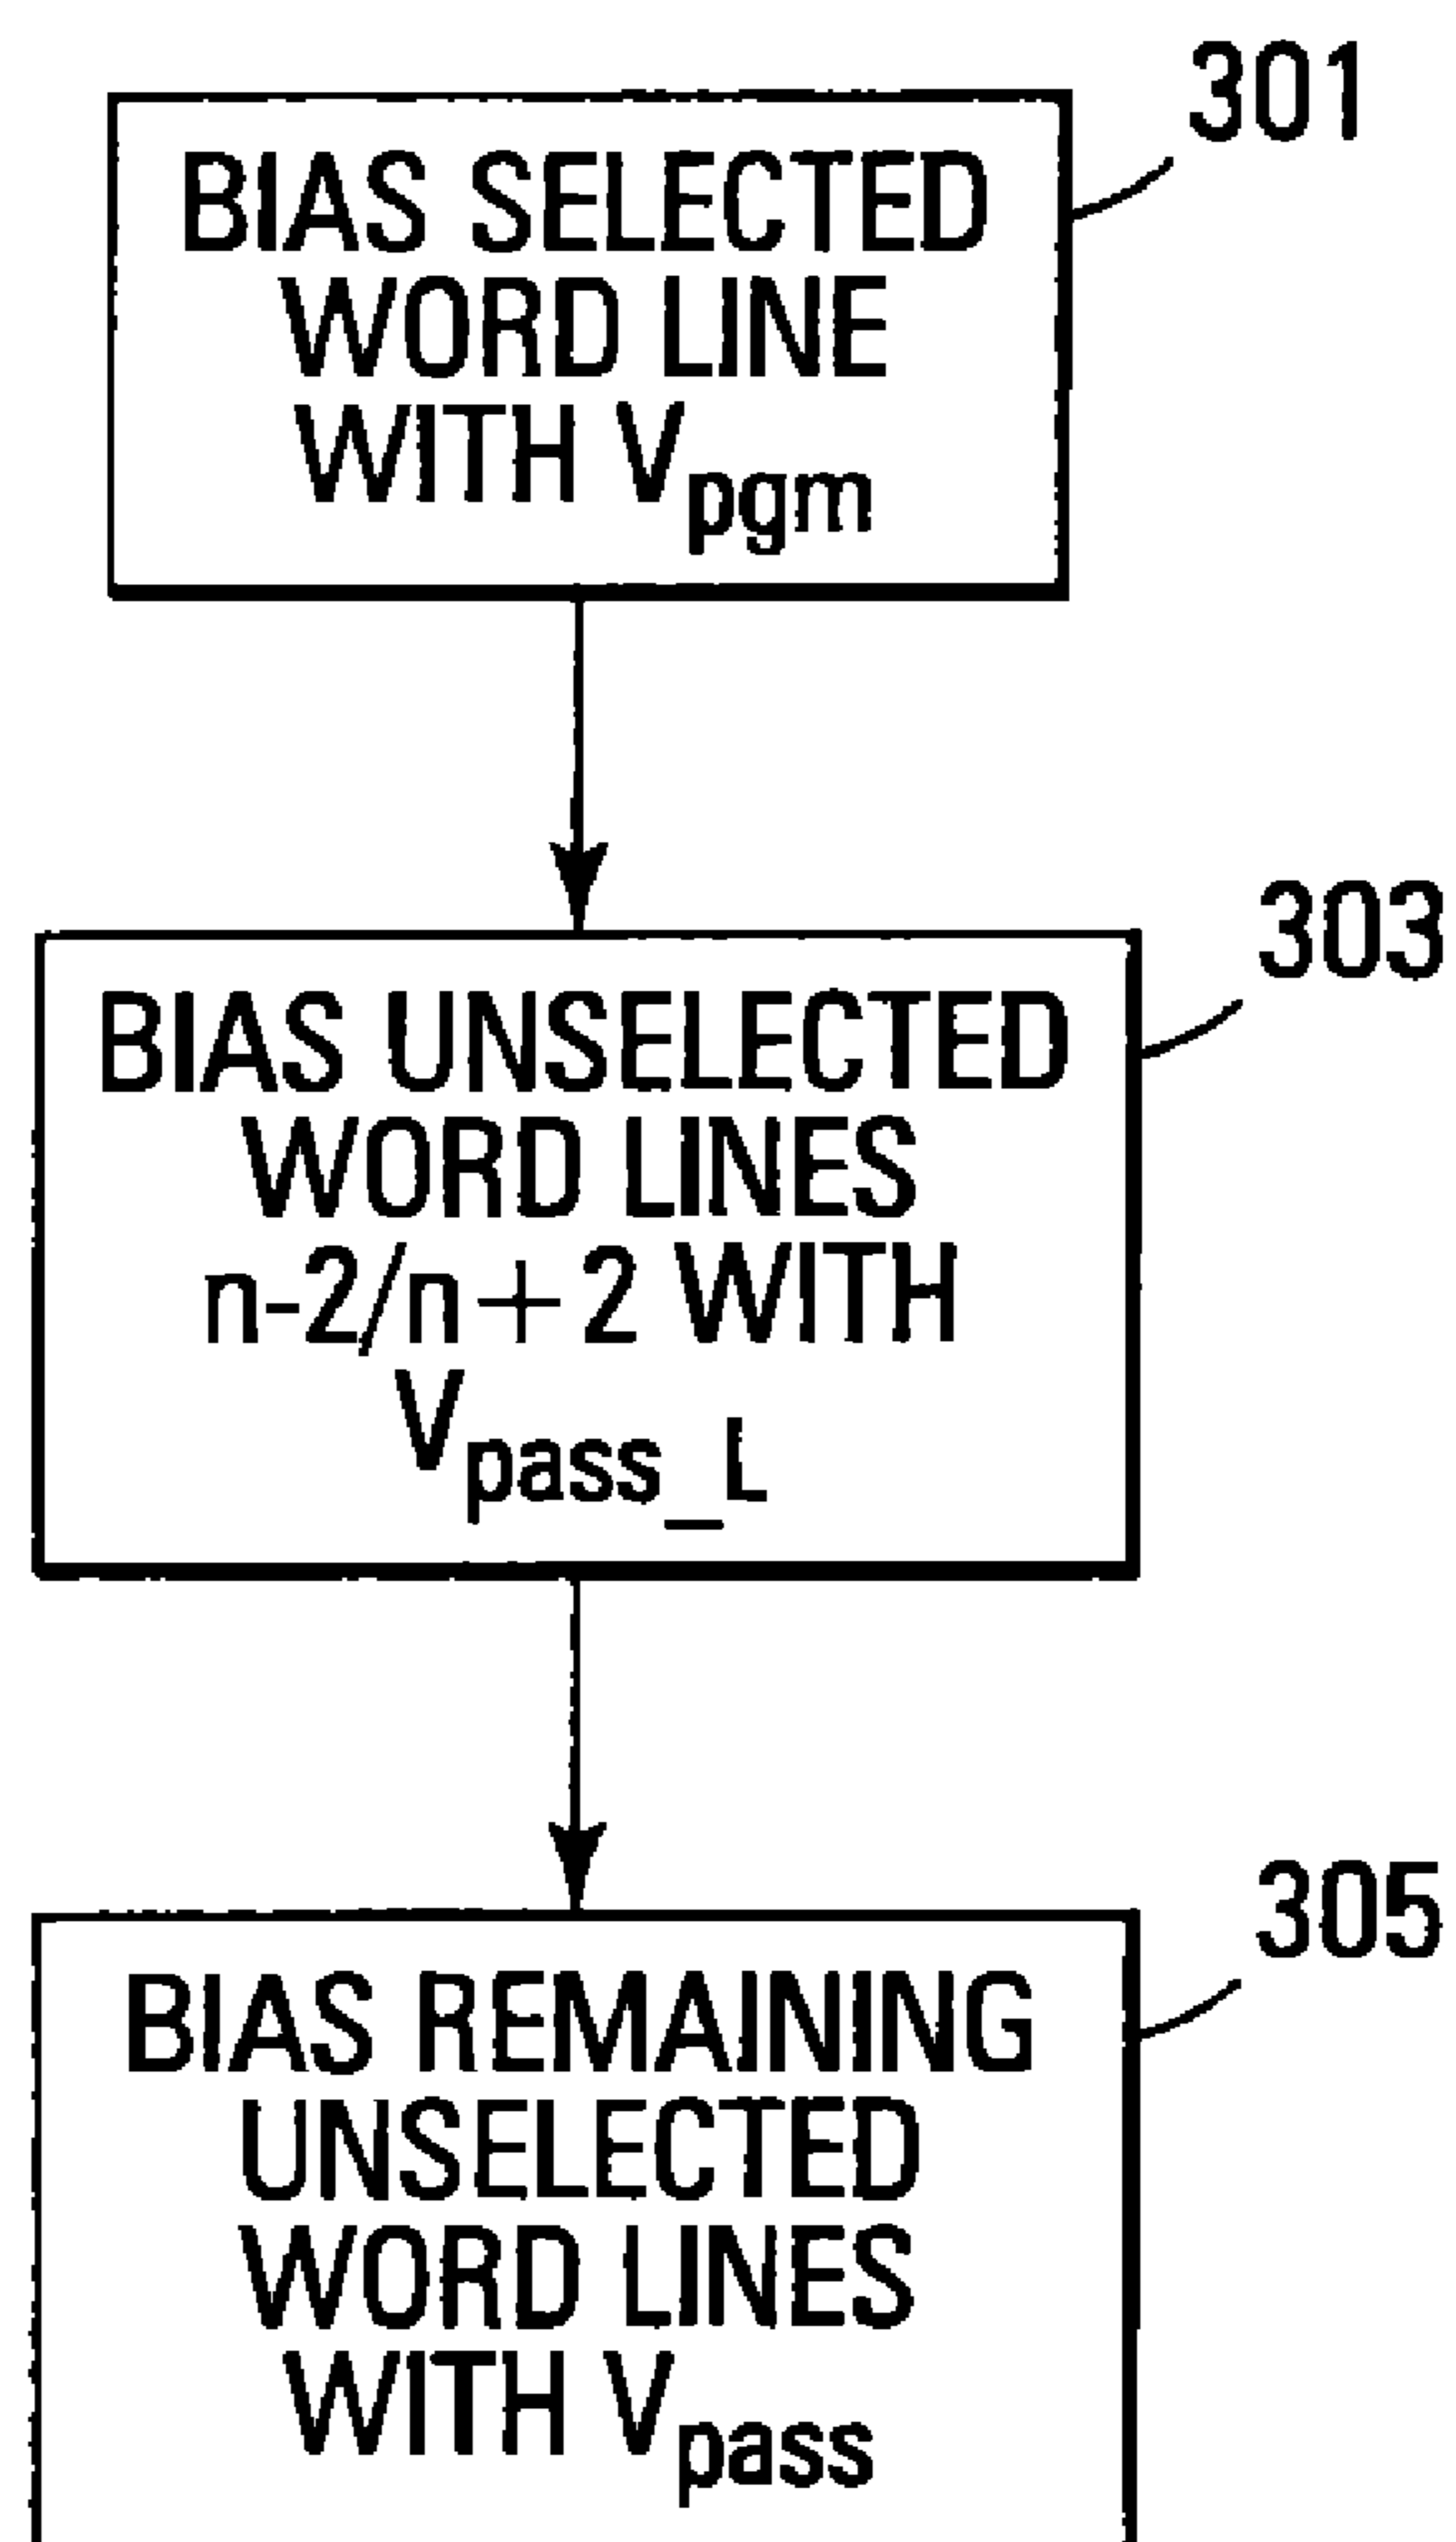 301
BIAS SELECTED
WORD LINE
WITH Vpgm
303
BIAS UNSELECTED
WORD LINES
n-2/n+2 WITH
Vpass_L
305
BIAS REMAINING
UNSELECTED
WORD LINES
WITH Vpass